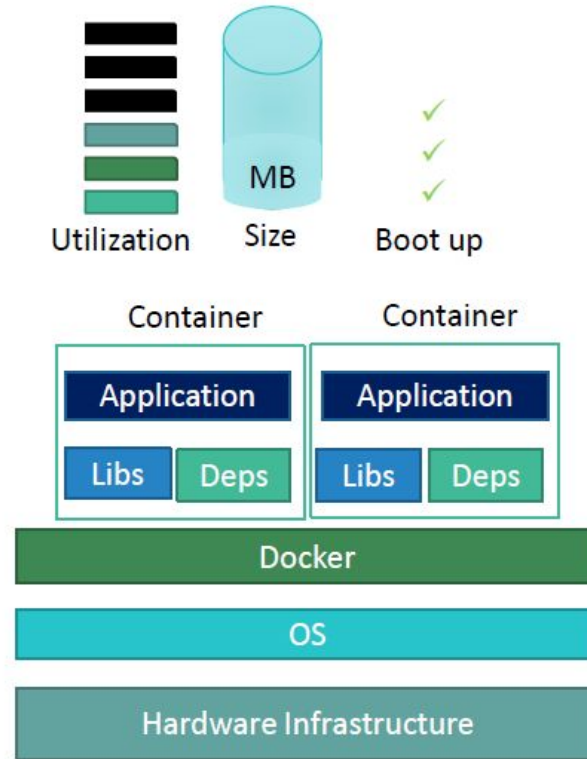 MB
Utilization
Size
Boot up
Container
Container
Application
Application
Libs
Deps
Libs
Deps
Docker
OS
Hardware Infrastructure